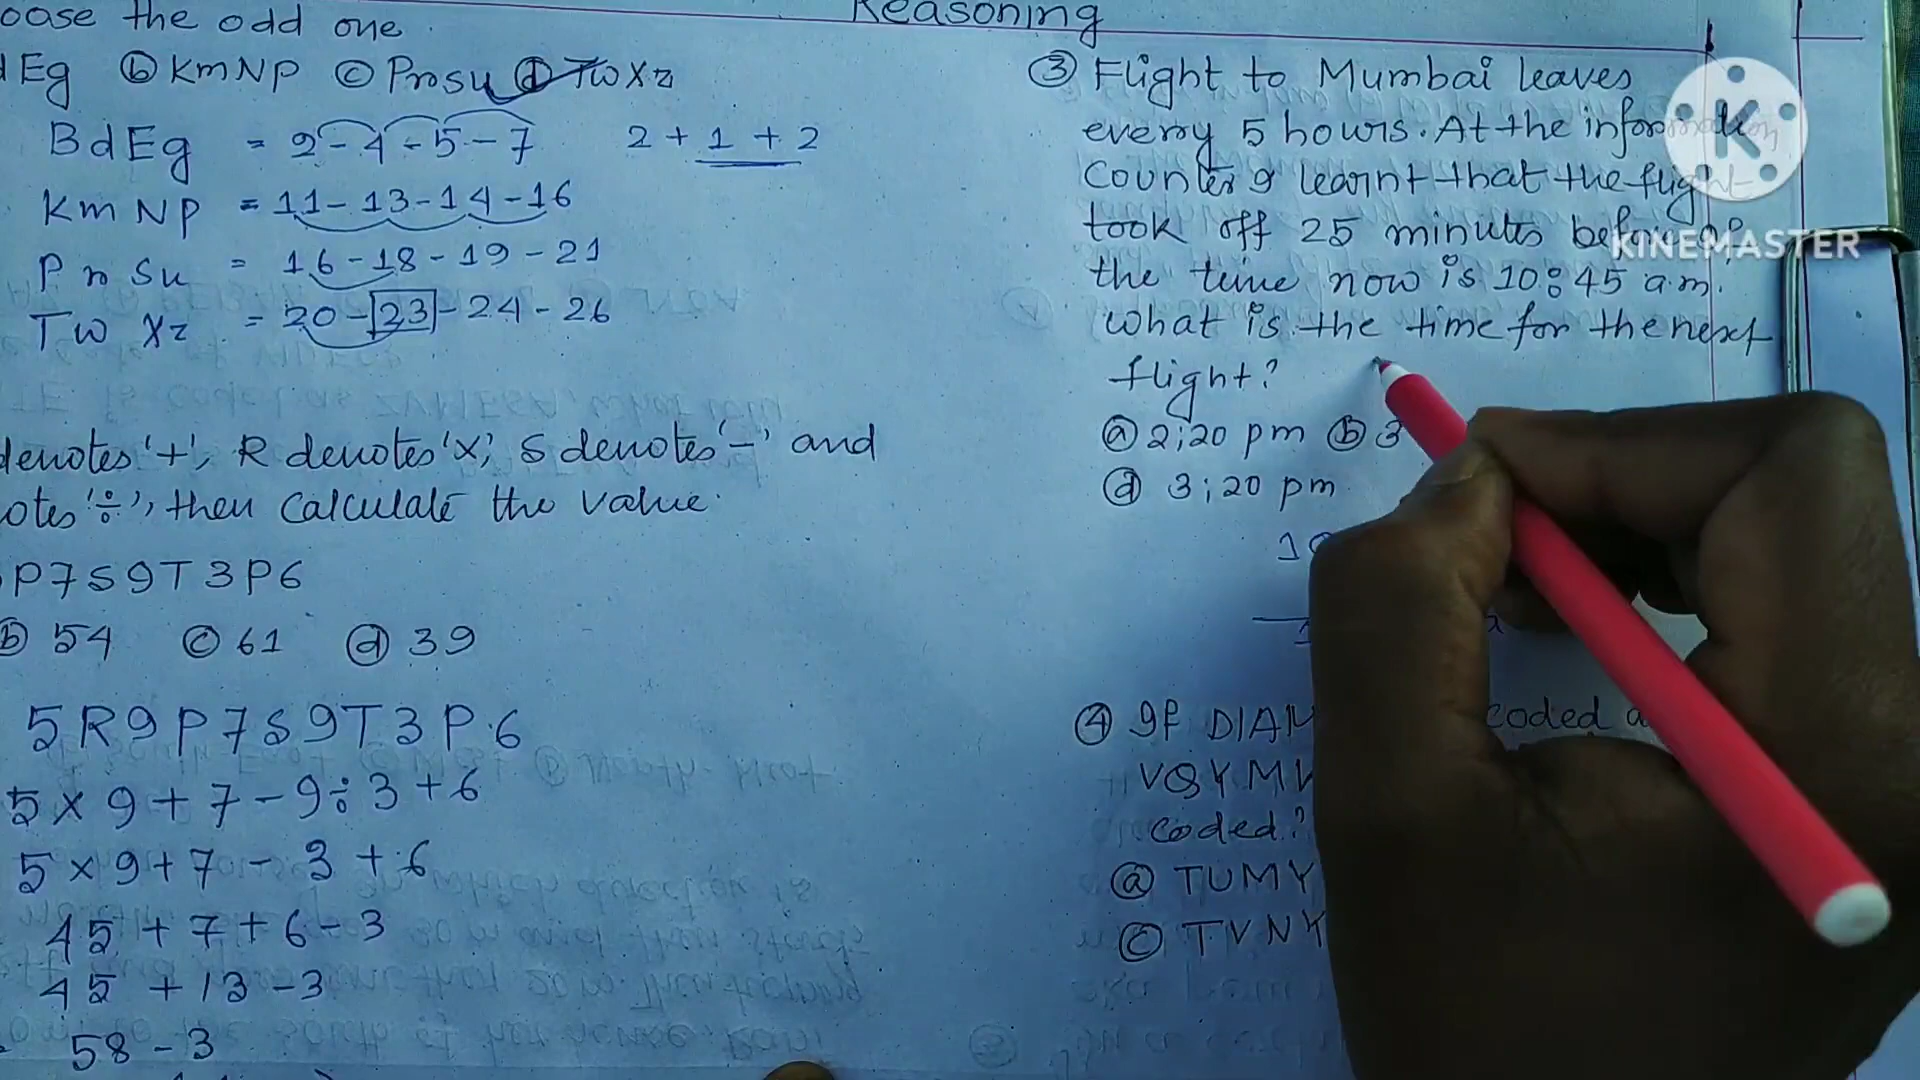 oose the odd one
Reasoning
dEg ⓑ KmNP ⓒ Prosu ⓓ TwXz
BdEg = 2-4-5-7 2+1+2
KmNP = 11-13-14-16
PrSu = 16-18-19-21
Tw Xz = 20-23-24-26
denotes '+', R denotes 'x', S denotes '-' and
otes '÷', then calculate the value.
P7S9T3P6
ⓑ 54 ⓒ 61 ⓓ 39
5R9P7S9T3P6
5×9+7-9÷3+6
5×9+7-3+6
45+7+6-3
45+13-3
58-3
③ Flight to Mumbai leaves
every 5 hours. At the information
Counter I learnt that the flight
took off 25 minutes before if
the time now is 10:45 a.m.
What is the time for the next
flight?
ⓐ 2;20 pm ⓑ 3
ⓓ 3;20 pm
④ If DIAM coded a
VQYM
coded?
ⓐ TUMY
ⓒ TVNY
K
KINEMASTER